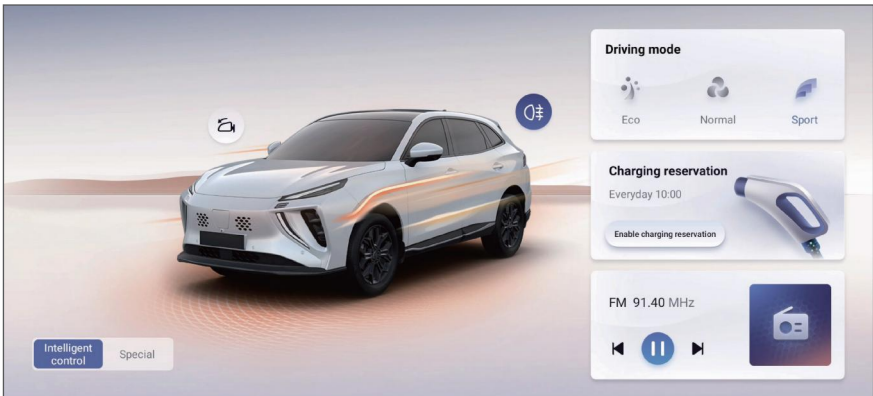 Driving mode
Eco Normal Sport
Charging reservation
Everyday 10:00
Enable charging reservation
FM 91.40 MHz
Intelligent
control
Special